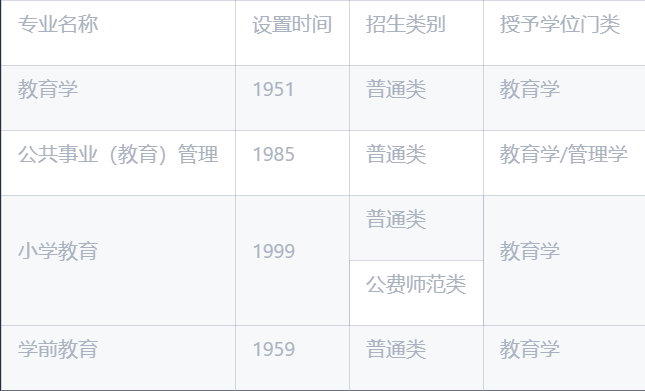 专业名称 设置时间 招生类别 授予学位门类
教育学 1951 普通类 教育学
公共事业（教育）管理 1985 普通类 教育学/管理学
小学教育 1999 普通类 教育学
公费师范类
学前教育 1959 普通类 教育学